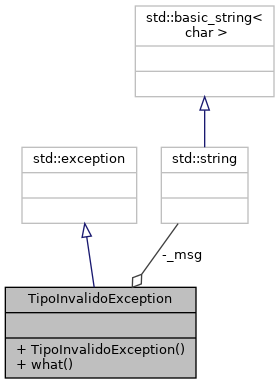 std::basic_string<
char >
std::exception
std::string
-_msg
TipoInvalidoException
+ TipoInvalidoException()
+ what()